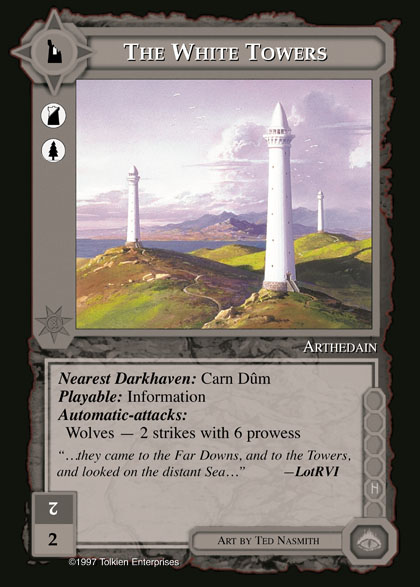 THE WHITE TOWERS
ARTHEDAIN
Nearest Darkhaven: Carn Dûm
Playable: Information
Automatic-attacks:
Wolves — 2 strikes with 6 prowess
“…they came to the Far Downs, and to the Towers,
and looked on the distant Sea…” —LotRVI
H
2
2
ART BY TED NASMITH
©1997 Tolkien Enterprises